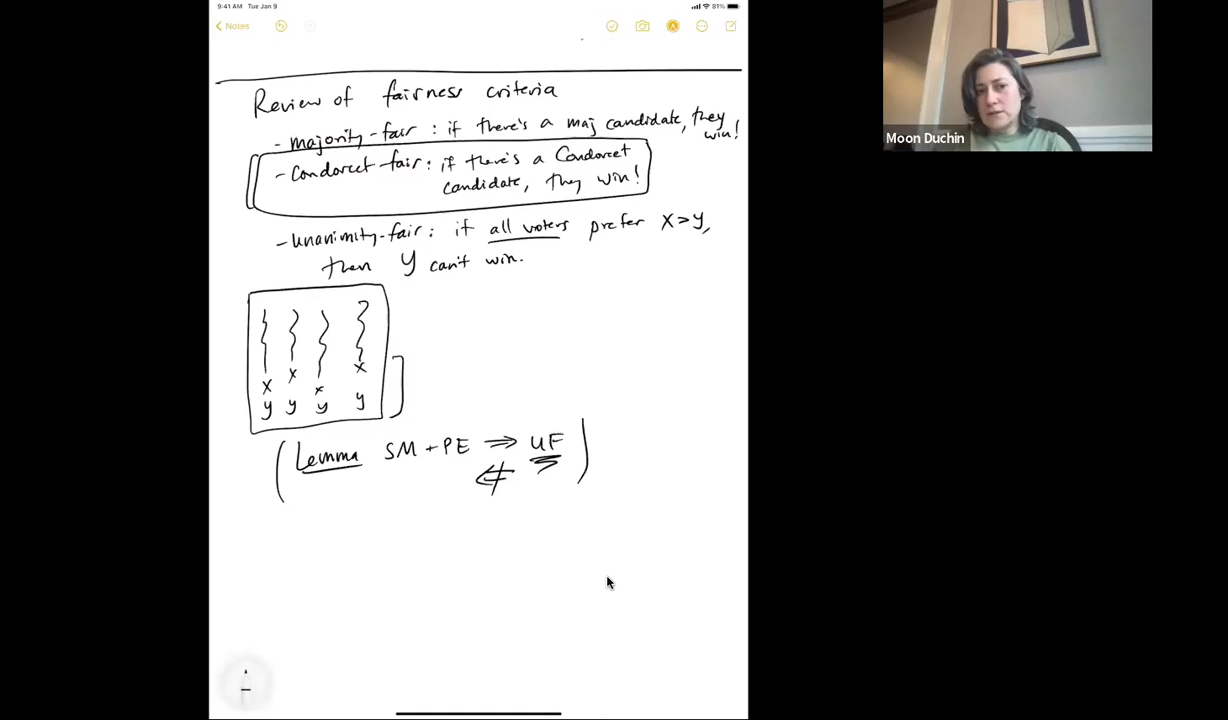 9:41 AM Tue Jan 9
81%
Notes
Review of fairness criteria
- majority-fair : if there's a maj candidate, they win!
- Condorcet-fair : if there's a Condorcet
candidate, they win!
- unanimity-fair : if all voters prefer x>y,
then y can't win.
x x x x
y y y y
(Lemma SM+PE ⇒ UF)
⇍
Moon Duchin